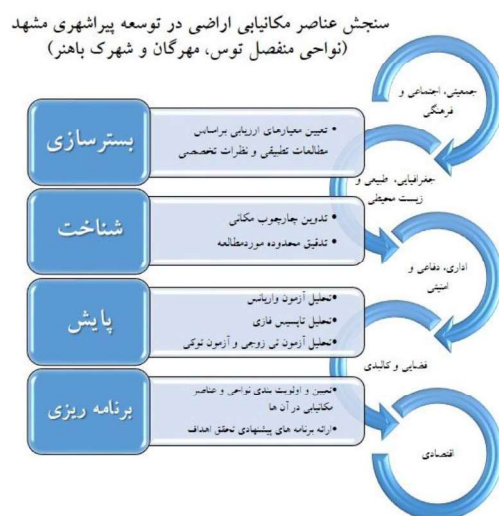 سنجش عناصر مکانیابی اراضی در توسعه پیراشهری مشهد
(نواحی منفصل توس، مهرگان و شهرک باهنر)
بسترسازی
• تعیین معیارهای ارزیابی براساس
مطالعات تطبیقی و نظرات تخصصی
شناخت
• تدوین چارچوب مکانی
• تدقیق محدوده موردمطالعه
پایش
• تحلیل آزمون واریانس
• تحلیل تاپسیس فازی
• تحلیل آزمون تی زوجی و آزمون توکی
برنامه ریزی
• تعیین و اولویت بندی نواحی و عناصر
مکانیابی در آن ها
• ارائه برنامه های پیشنهادی تحقق اهداف
جمعیتی، اجتماعی و
فرهنگی
جغرافیایی، طبیعی و
زیست محیطی
اداری، دفاعی و
امنیتی
فضایی و کالبدی
اقتصادی